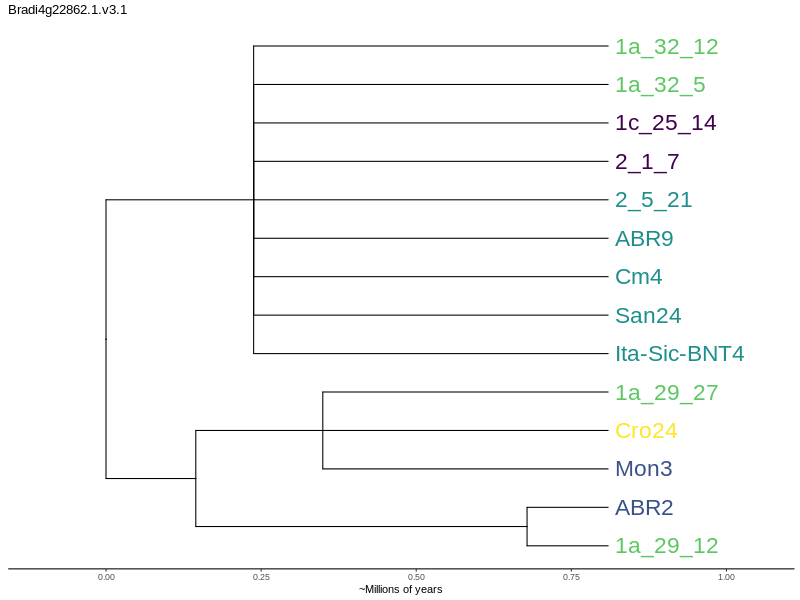 Bradi4g22862.1.v3.1
1a_32_12
1a_32_5
1c_25_14
2_1_7
2_5_21
ABR9
Cm4
San24
Ita-Sic-BNT4
1a_29_27
Cro24
Mon3
ABR2
1a_29_12
0.00 0.25 0.50 0.75 1.00
~Millions of years